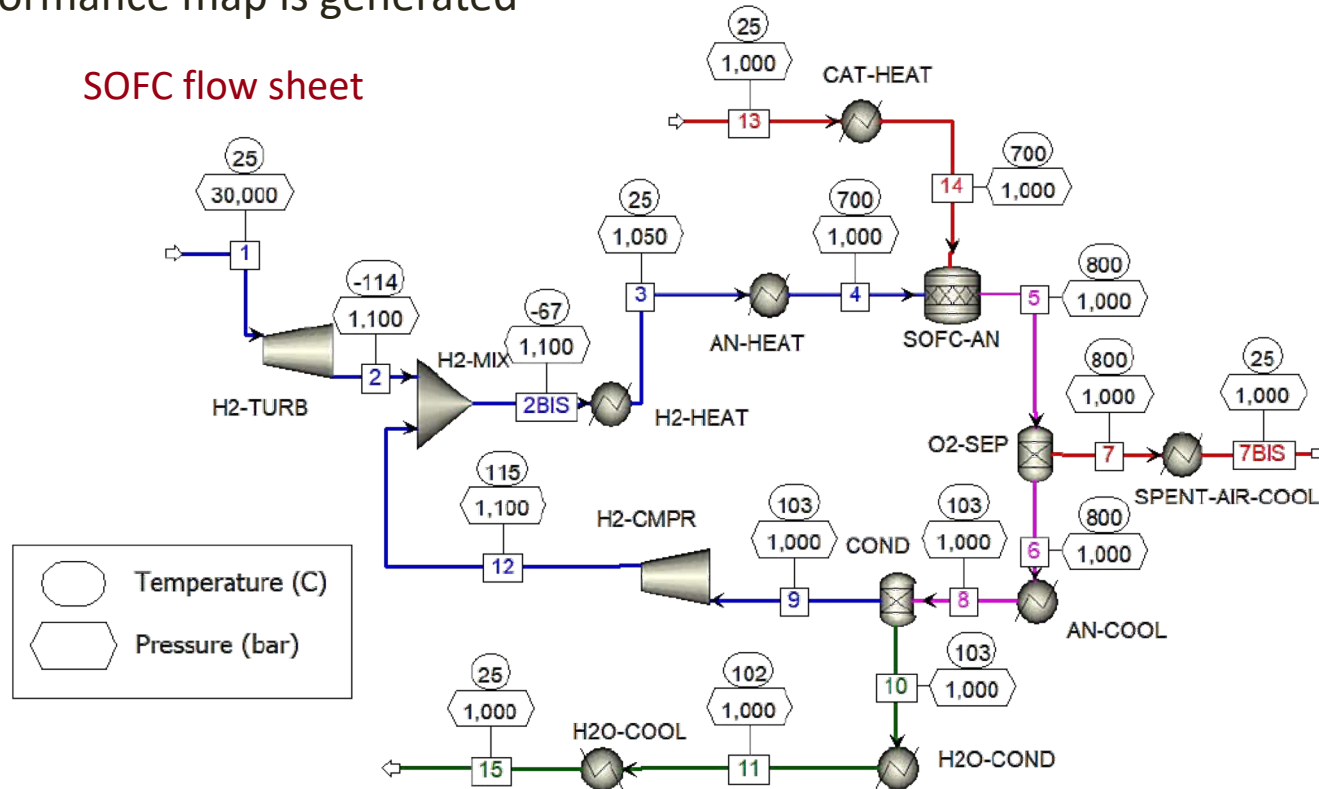 ormance map is generated
SOFC flow sheet
25
1,000
CAT-HEAT
13
25
30,000
1
700
1,000
14
25
1,050
3
700
1,000
4
AN-HEAT
SOFC-AN
800
1,000
5
-114
1,100
2
H2-TURB
H2-MIX
-67
1,100
2BIS
H2-HEAT
O2-SEP
800
1,000
7
SPENT-AIR-COOL
25
1,000
7BIS
800
1,000
6
AN-COOL
103
1,000
8
COND
103
1,000
9
H2-CMPR
115
1,100
12
103
1,000
10
H2O-COND
102
1,000
11
H2O-COOL
25
1,000
15
Temperature (C)
Pressure (bar)